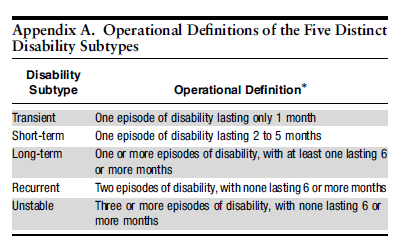 Appendix A. Operational Definitions of the Five Distinct
Disability Subtypes
Disability
Subtype
Operational Definition*
Transient One episode of disability lasting only 1 month
Short-term One episode of disability lasting 2 to 5 months
Long-term One or more episodes of disability, with at least one lasting 6
or more months
Recurrent Two episodes of disability, with none lasting 6 or more months
Unstable Three or more episodes of disability, with none lasting 6 or
more months